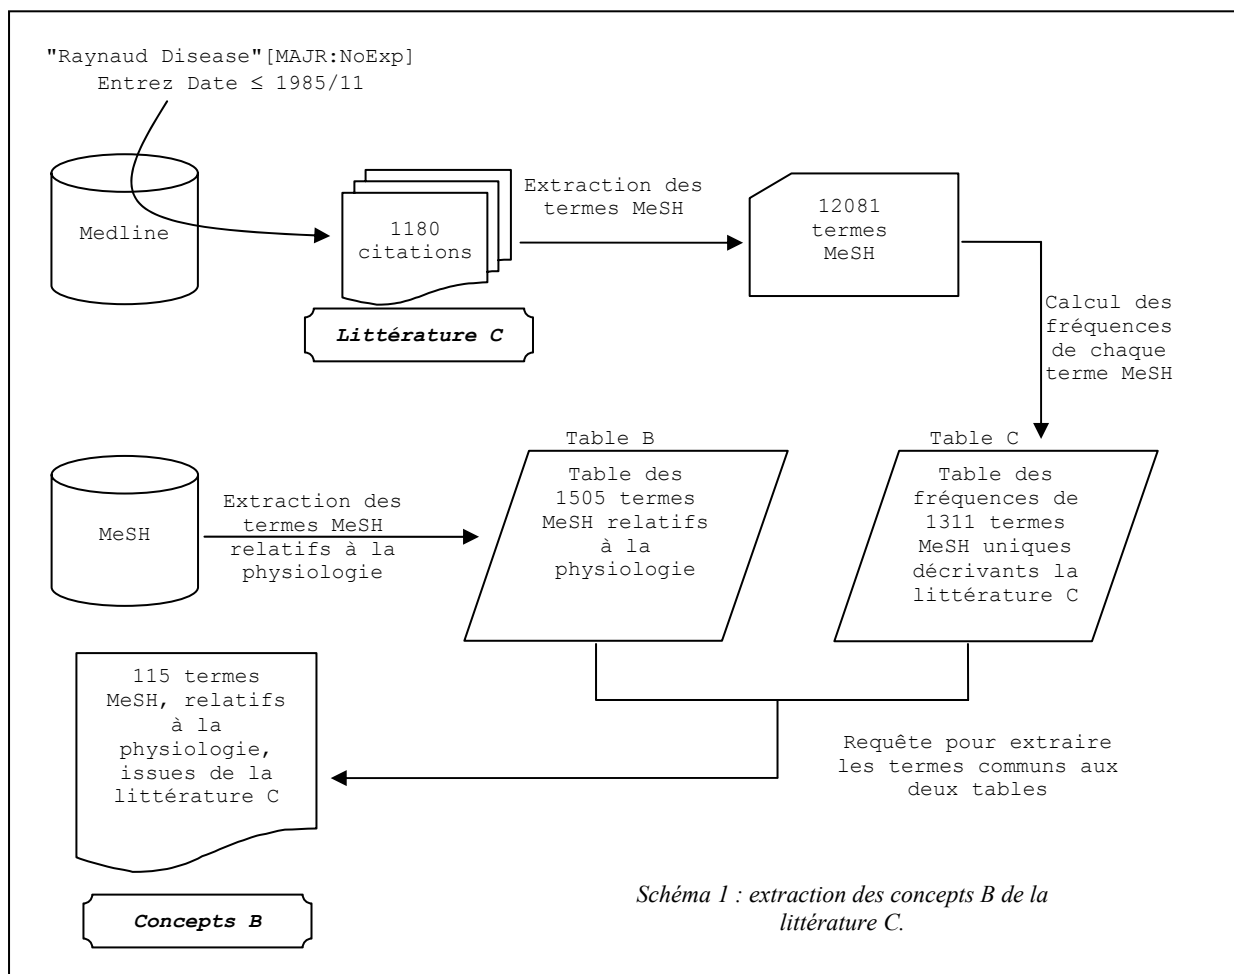 "Raynaud Disease"[MAJR:NoExp]
Entrez Date ≤ 1985/11
Medline
1180
citations
Littérature C
Extraction des
termes MeSH
12081
termes
MeSH
Calcul des
fréquences
de chaque
terme MeSH
MeSH
Extraction des
termes MeSH
relatifs à la
physiologie
Table B
Table des
1505 termes
MeSH relatifs
à la
physiologie
Table C
Table des
fréquences de
1311 termes
MeSH uniques
décrivants la
littérature C
Requête pour extraire
les termes communs aux
deux tables
115 termes
MeSH, relatifs
à la
physiologie,
issues de la
littérature C
Concepts B
Schéma 1 : extraction des concepts B de la
littérature C.